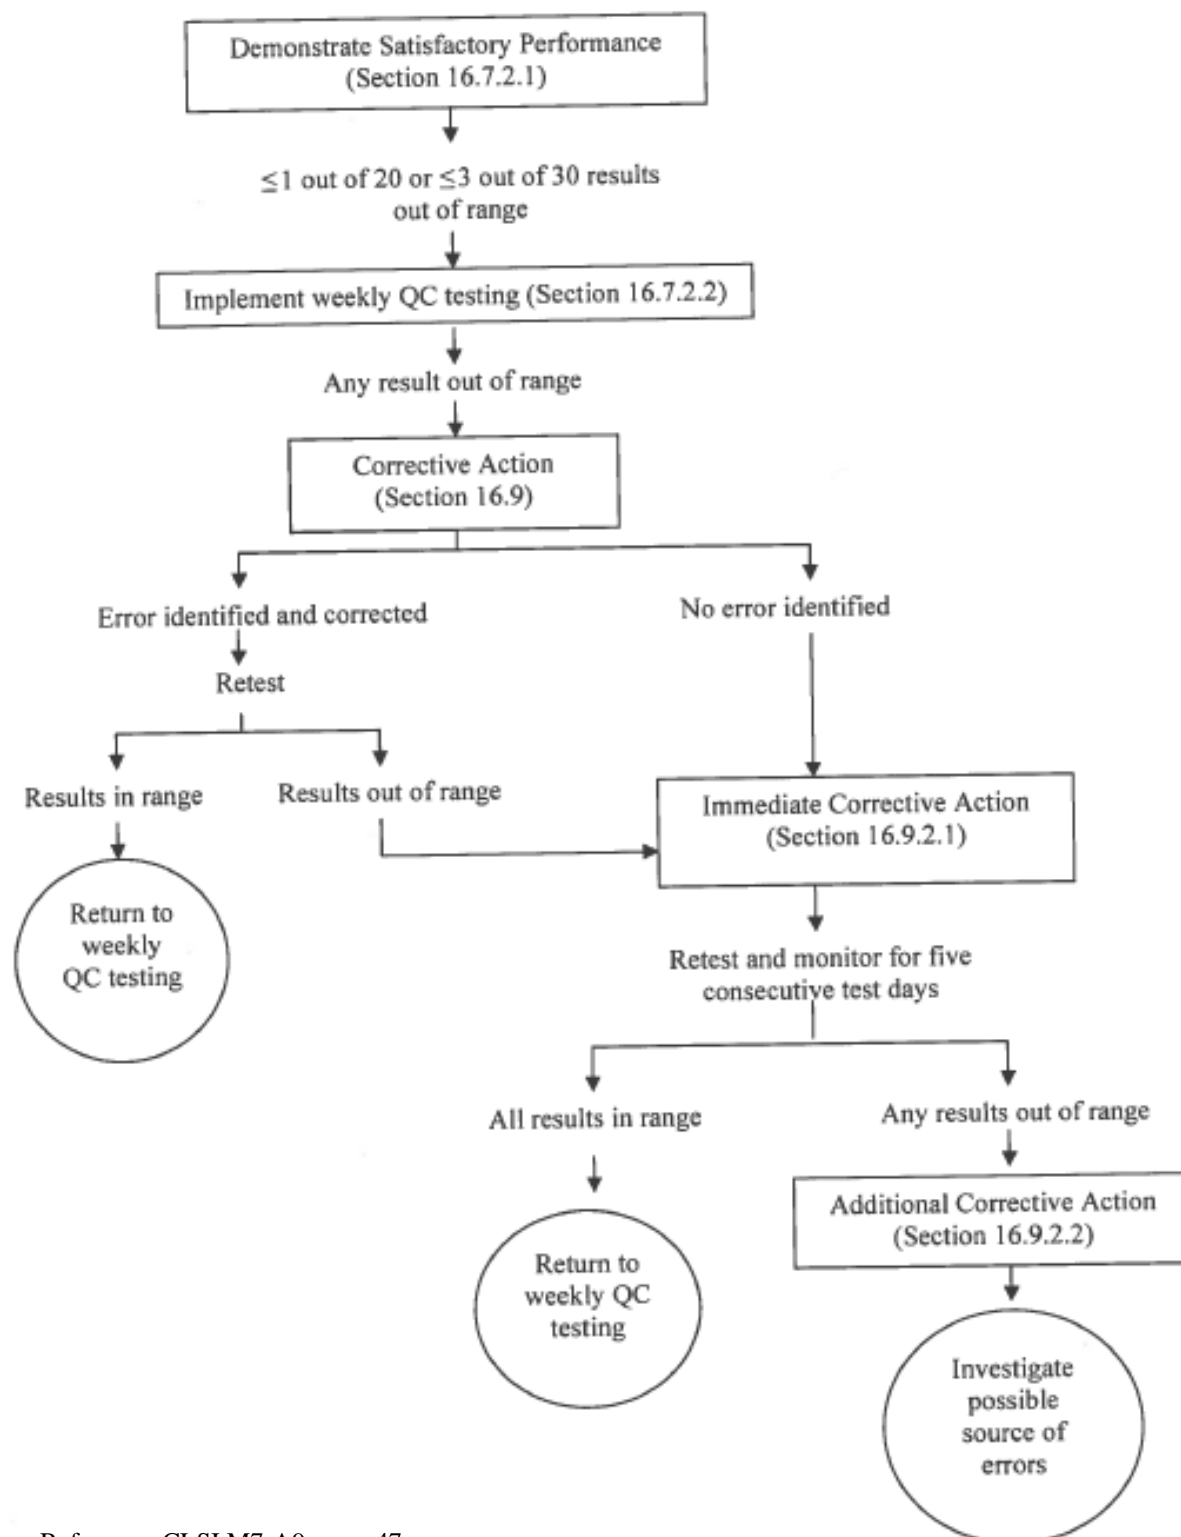 Demonstrate Satisfactory Performance
(Section 16.7.2.1)
≤1 out of 20 or ≤3 out of 30 results
out of range
Implement weekly QC testing (Section 16.7.2.2)
Any result out of range
Corrective Action
(Section 16.9)
Error identified and corrected
No error identified
Retest
Results in range
Results out of range
Immediate Corrective Action
(Section 16.9.2.1)
Return to
weekly
QC testing
Retest and monitor for five
consecutive test days
All results in range
Any results out of range
Additional Corrective Action
(Section 16.9.2.2)
Return to
weekly QC
testing
Investigate
possible
source of
errors